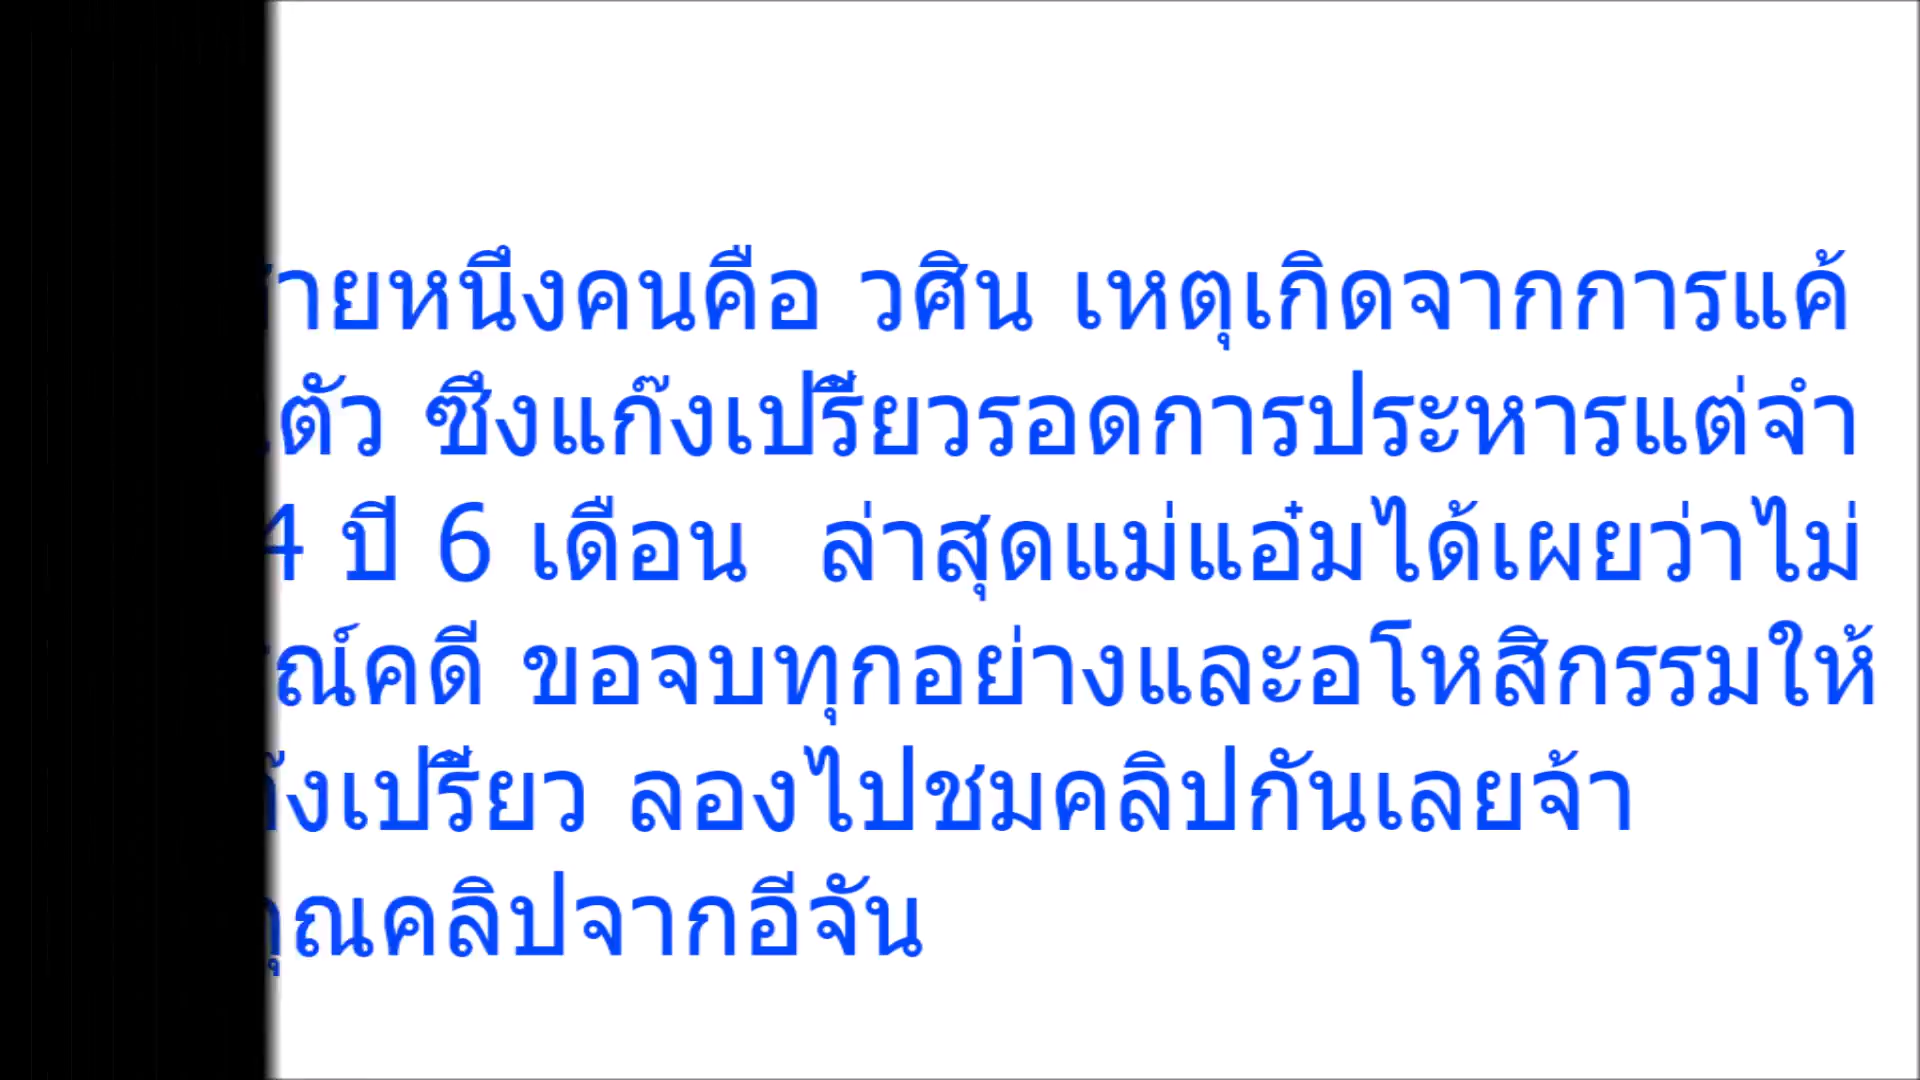 ชายหนึ่งคนคือ วศิน เหตุเกิดจากการแค้
ตัว ซึ่งแก๊งเปรี้ยวรอดการประหารแต่จำ
4 ปี 6 เดือน ล่าสุดแม่แอ๋มได้เผยว่าไม่
ณ์คดี ขอจบทุกอย่างและอโหสิกรรมให้
ก๊งเปรี้ยว ลองไปชมคลิปกันเลยจ้า
คุณคลิปจากอีจัน